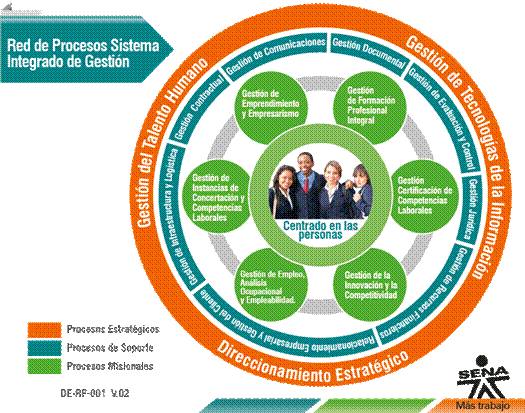 Red de Procesos Sistema
Integrado de Gestión
Gestión del Talento Humano
Gestión de Tecnologías de la Información
Direccionamiento Estratégico
Gestión de Comunicaciones
Gestión Documental
Gestión de Evaluación y Control
Gestión Jurídica
Gestión de Recursos Financieros
Relacionamiento Empresarial y Gestión del Cliente
Gestión de Infraestructura y Logística
Gestión Contractual
Gestión de
Emprendimiento
y Empresarismo
Gestión
de Formación
Profesional
Integral
Gestión de
Instancias de
Concertación y
Competencias
Laborales
Gestión
Certificación de
Competencias
Laborales
Centrado en las
personas
Gestión de Empleo,
Análisis
Ocupacional
y Empleabilidad.
Gestión de la
Innovación y la
Competitividad
Procesos Estratégicos
Procesos de Soporte
Procesos Misionales
DE-RF-001 V.02
SENA
Más trabajo